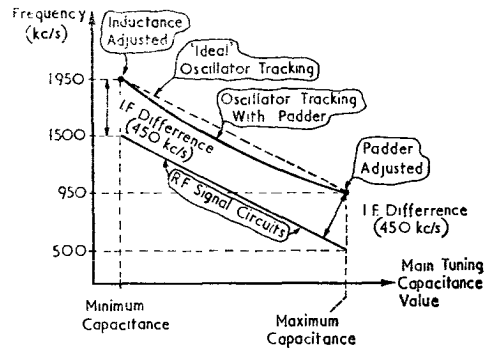 Frequency
(kc/s)
Inductance
Adjusted
'Ideal'
Oscillator Tracking
1950
Oscillator Tracking
With Padder
I.F. Differrence
(450 kc/s)
1500
Padder
Adjusted
950
RF Signal Circuits
I F. Differrence
(450 kc/s)
500
Main Tuning
Capacitance
Value
Minimum
Capacitance
Maximum
Capacitance